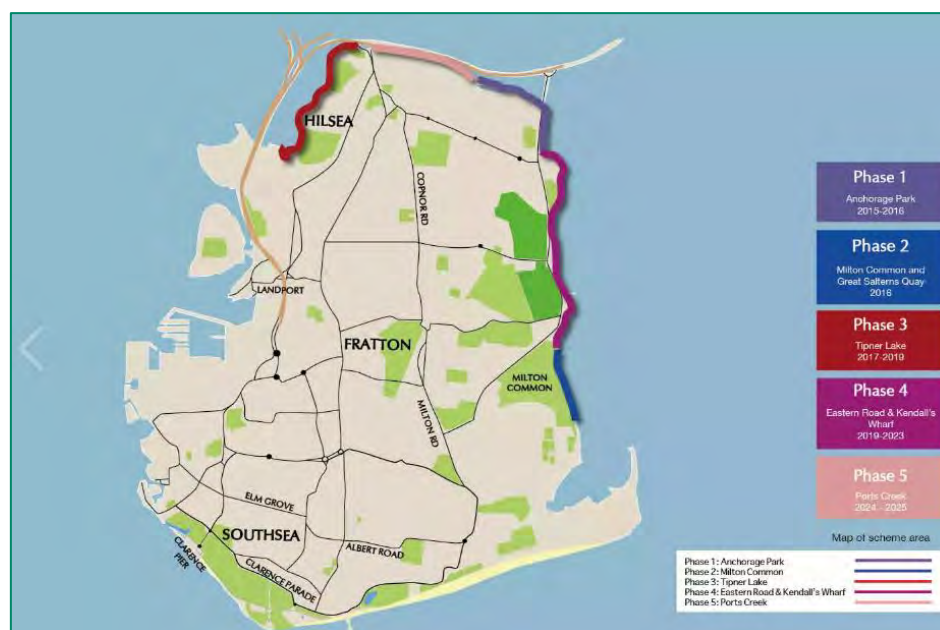 HILSEA
COPNOR RD
LANDPORT
FRATTON
MILTON
COMMON
MILTON RD
ELM GROVE
SOUTHSEA
ALBERT ROAD
CLARENCE
PIER
CLARENCE PARADE
Phase 1
Anchorage Park
2015-2016
Phase 2
Milton Common and
Great Salterns Quay
2016
Phase 3
Tipner Lake
2017-2019
Phase 4
Eastern Road & Kendall's
Wharf
2019-2023
Phase 5
Ports Creek
2024 - 2025
Map of scheme area
Phase 1: Anchorage Park
Phase 2: Milton Common
Phase 3: Tipner Lake
Phase 4: Eastern Road & Kendall's Wharf
Phase 5: Ports Creek